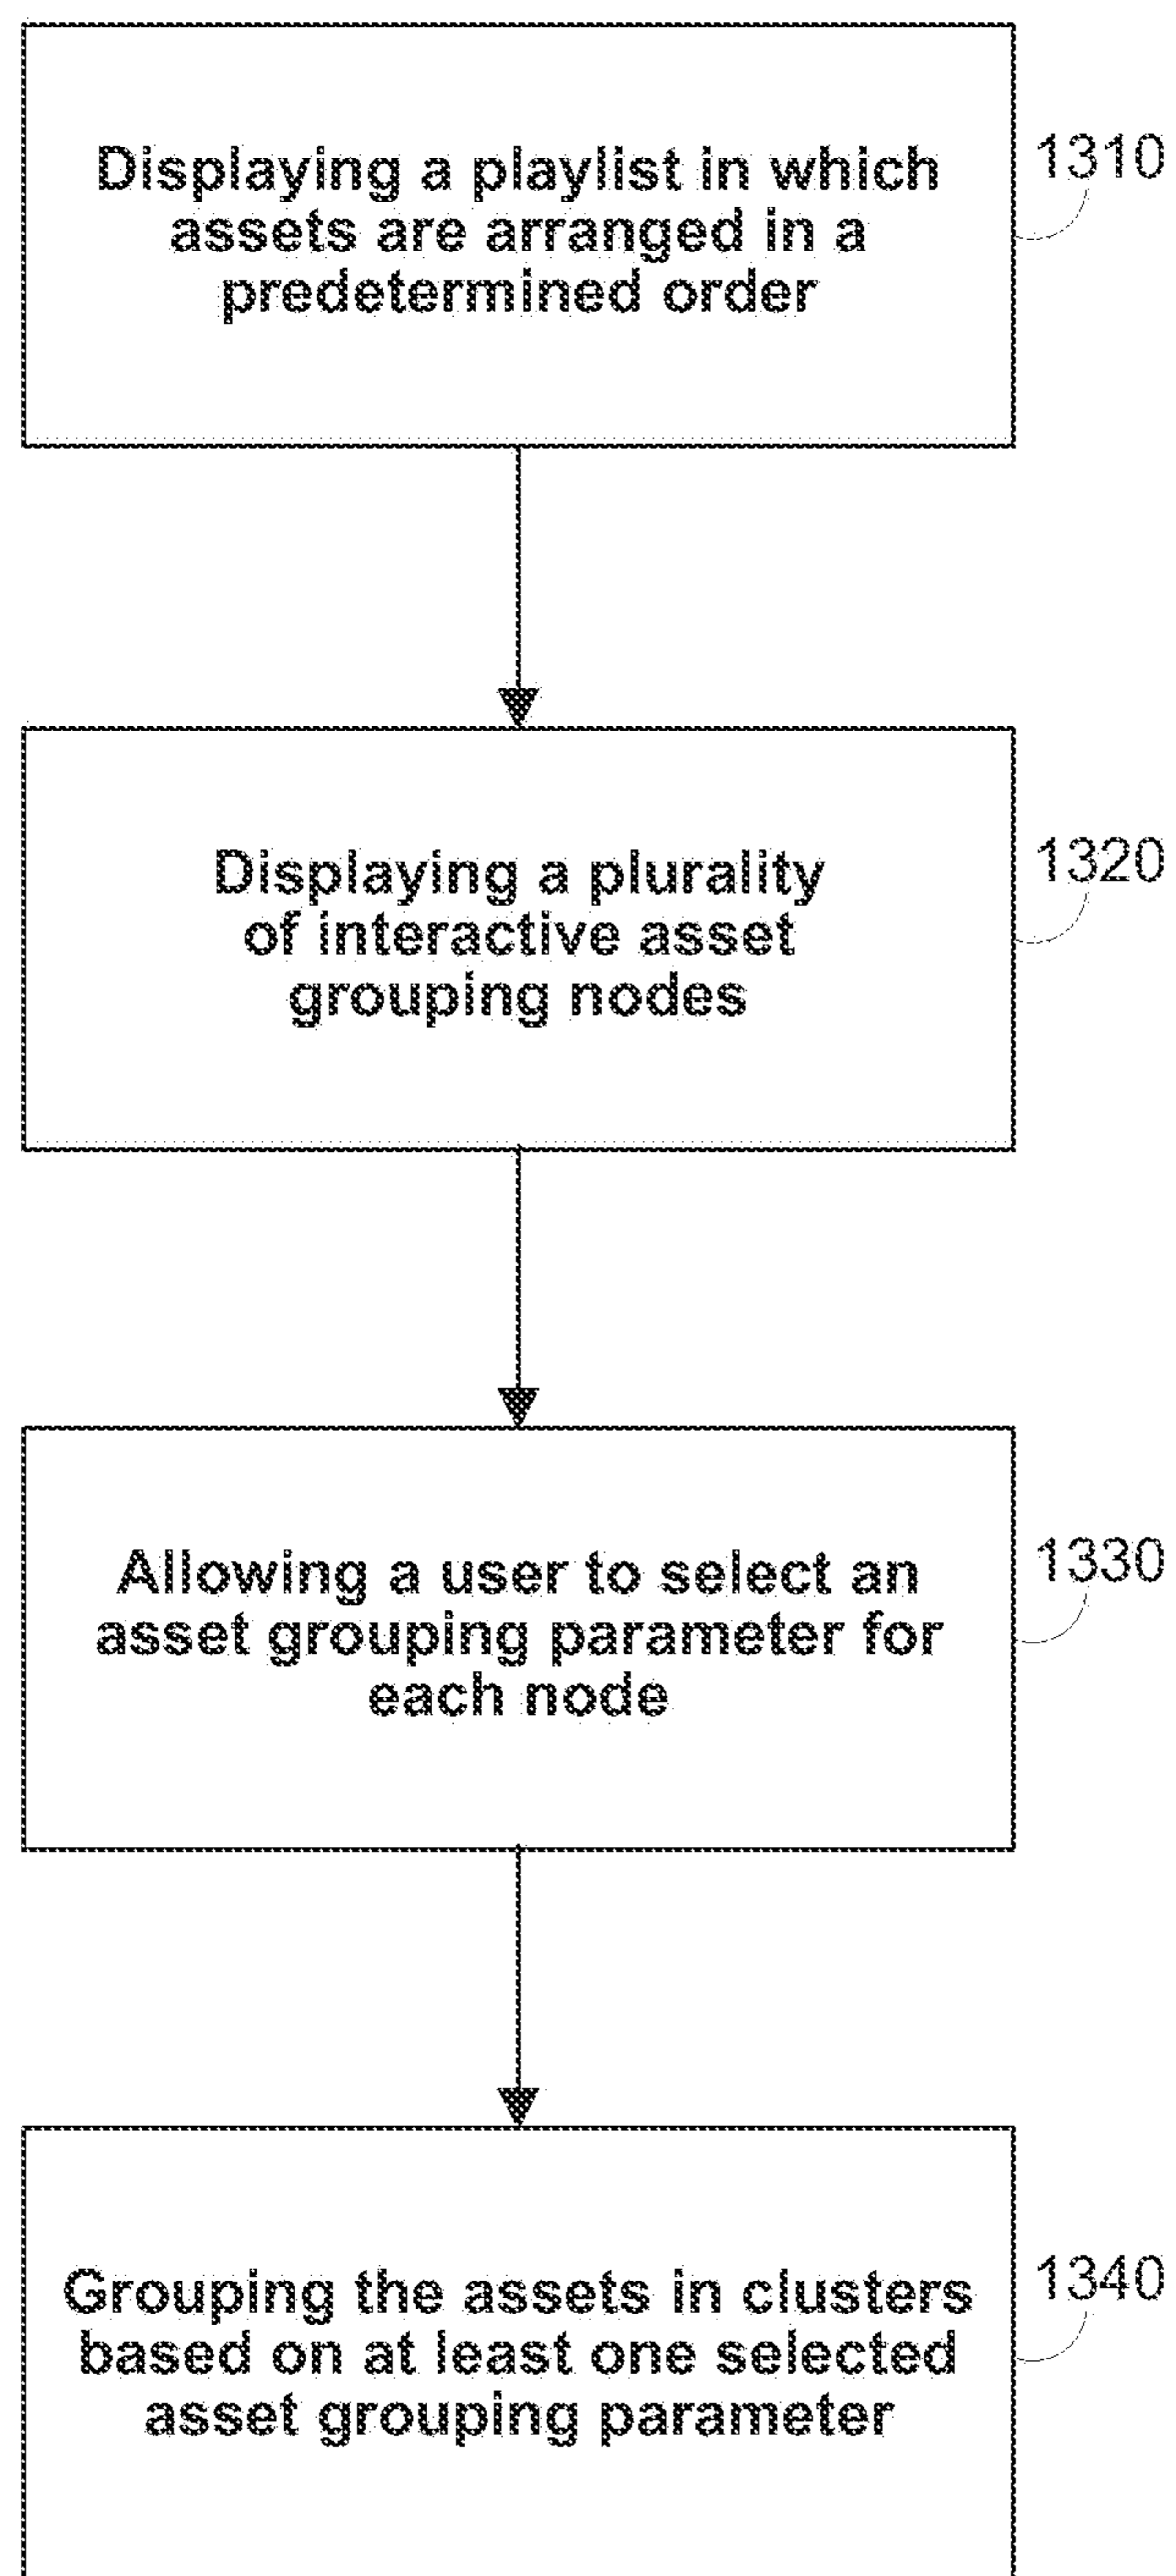 Displaying a playlist in which
assets are arranged in a
predetermined order
1310
Displaying a plurality
of interactive asset
grouping nodes
1320
Allowing a user to select an
asset grouping parameter for
each node
1330
Grouping the assets in clusters
based on at least one selected
asset grouping parameter
1340